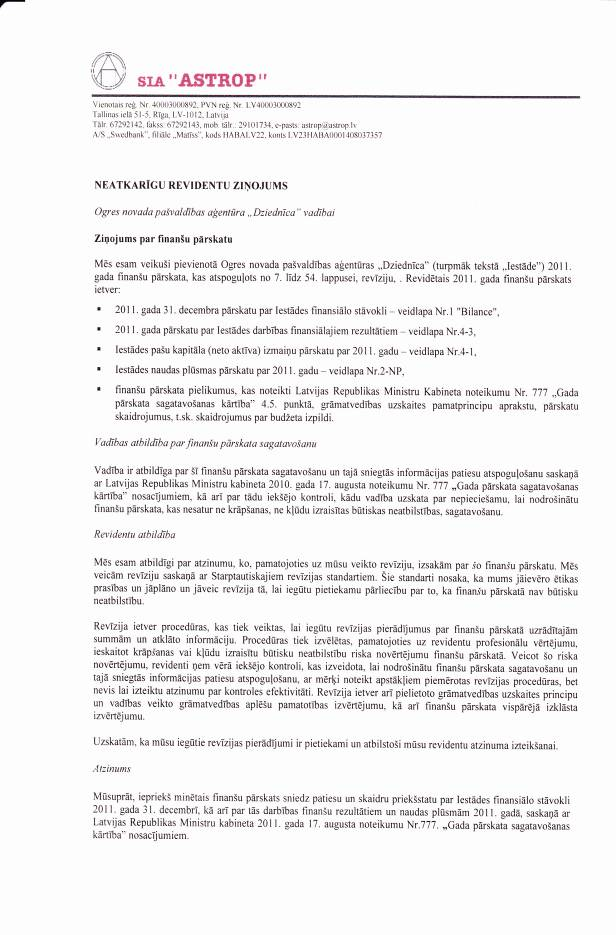 SIA "ASTROP"
Vienotais reģ. Nr. 40003000892, PVN reģ. Nr. LV40003000892
Tallinas ielā 51-5, Rīga, LV-1012, Latvija
Tālr. 67292142, fakss: 67292143, mob. tālr.: 29101734, e-pasts: astrop@astrop.lv
A/S „Swedbank", filiāle „Matīss", kods HABALV22, konts LV23HABA0001408037357
NEATKARĪGU REVIDENTU ZIŅOJUMS
Ogres novada pašvaldības aģentūra „Dziednīca" vadībai
Ziņojums par finanšu pārskatu
Mēs esam veikuši pievienotā Ogres novada pašvaldības aģentūras „Dziednīca" (turpmāk tekstā „Iestāde") 2011.
gada finanšu pārskata, kas atspoguļots no 7. līdz 54. lappusei, revīziju, . Revidētais 2011. gada finanšu pārskats
ietver:
▪ 2011. gada 31. decembra pārskatu par Iestādes finansiālo stāvokli – veidlapa Nr.1 "Bilance",
▪ 2011. gada pārskatu par Iestādes darbības finansiālajiem rezultātiem – veidlapa Nr.4-3,
▪ Iestādes pašu kapitāla (neto aktīva) izmaiņu pārskatu par 2011. gadu – veidlapa Nr.4-1,
▪ Iestādes naudas plūsmas pārskatu par 2011. gadu – veidlapa Nr.2-NP,
▪ finanšu pārskata pielikumus, kas noteikti Latvijas Republikas Ministru Kabineta noteikumu Nr. 777 „Gada
pārskata sagatavošanas kārtība" 4.5. punktā, grāmatvedības uzskaites pamatprincipu aprakstu, pārskatu
skaidrojumus, t.sk. skaidrojumus par budžeta izpildi.
Vadības atbildība par finanšu pārskata sagatavošanu
Vadība ir atbildīga par šī finanšu pārskata sagatavošanu un tajā sniegtās informācijas patiesu atspoguļošanu saskaņā
ar Latvijas Republikas Ministru kabineta 2010. gada 17. augusta noteikumu Nr. 777 „Gada pārskata sagatavošanas
kārtība" nosacījumiem, kā arī par tādu iekšējo kontroli, kādu vadība uzskata par nepieciešamu, lai nodrošinātu
finanšu pārskata, kas nesatur ne krāpšanas, ne kļūdu izraisītas būtiskas neatbilstības, sagatavošanu.
Revidentu atbildība
Mēs esam atbildīgi par atzinumu, ko, pamatojoties uz mūsu veikto revīziju, izsakām par šo finanšu pārskatu. Mēs
veicām revīziju saskaņā ar Starptautiskajiem revīzijas standartiem. Šie standarti nosaka, ka mums jāievēro ētikas
prasības un jāplāno un jāveic revīzija tā, lai iegūtu pietiekamu pārliecību par to, ka finanšu pārskatā nav būtisku
neatbilstību.
Revīzija ietver procedūras, kas tiek veiktas, lai iegūtu revīzijas pierādījumus par finanšu pārskatā uzrādītajām
summām un atklāto informāciju. Procedūras tiek izvēlētas, pamatojoties uz revidentu profesionālu vērtējumu,
ieskaitot krāpšanas vai kļūdu izraisītu būtisku neatbilstību riska novērtējumu finanšu pārskatā. Veicot šo riska
novērtējumu, revidenti ņem vērā iekšējo kontroli, kas izveidota, lai nodrošinātu finanšu pārskata sagatavošanu un
tajā sniegtās informācijas patiesu atspoguļošanu, ar mērķi noteikt apstākļiem piemērotas revīzijas procedūras, bet
nevis lai izteiktu atzinumu par kontroles efektivitāti. Revīzija ietver arī pielietoto grāmatvedības uzskaites principu
un vadības veikto grāmatvedības aplēšu pamatotības izvērtējumu, kā arī finanšu pārskata vispārējā izklāsta
izvērtējumu.
Uzskatām, ka mūsu iegūtie revīzijas pierādījumi ir pietiekami un atbilstoši mūsu revidentu atzinuma izteikšanai.
Atzinums
Mūsuprāt, iepriekš minētais finanšu pārskats sniedz patiesu un skaidru priekšstatu par Iestādes finansiālo stāvokli
2011. gada 31. decembrī, kā arī par tās darbības finanšu rezultātiem un naudas plūsmām 2011. gadā, saskaņā ar
Latvijas Republikas Ministru kabineta 2011. gada 17. augusta noteikumu Nr.777. „Gada pārskata sagatavošanas
kārtība" nosacījumiem.